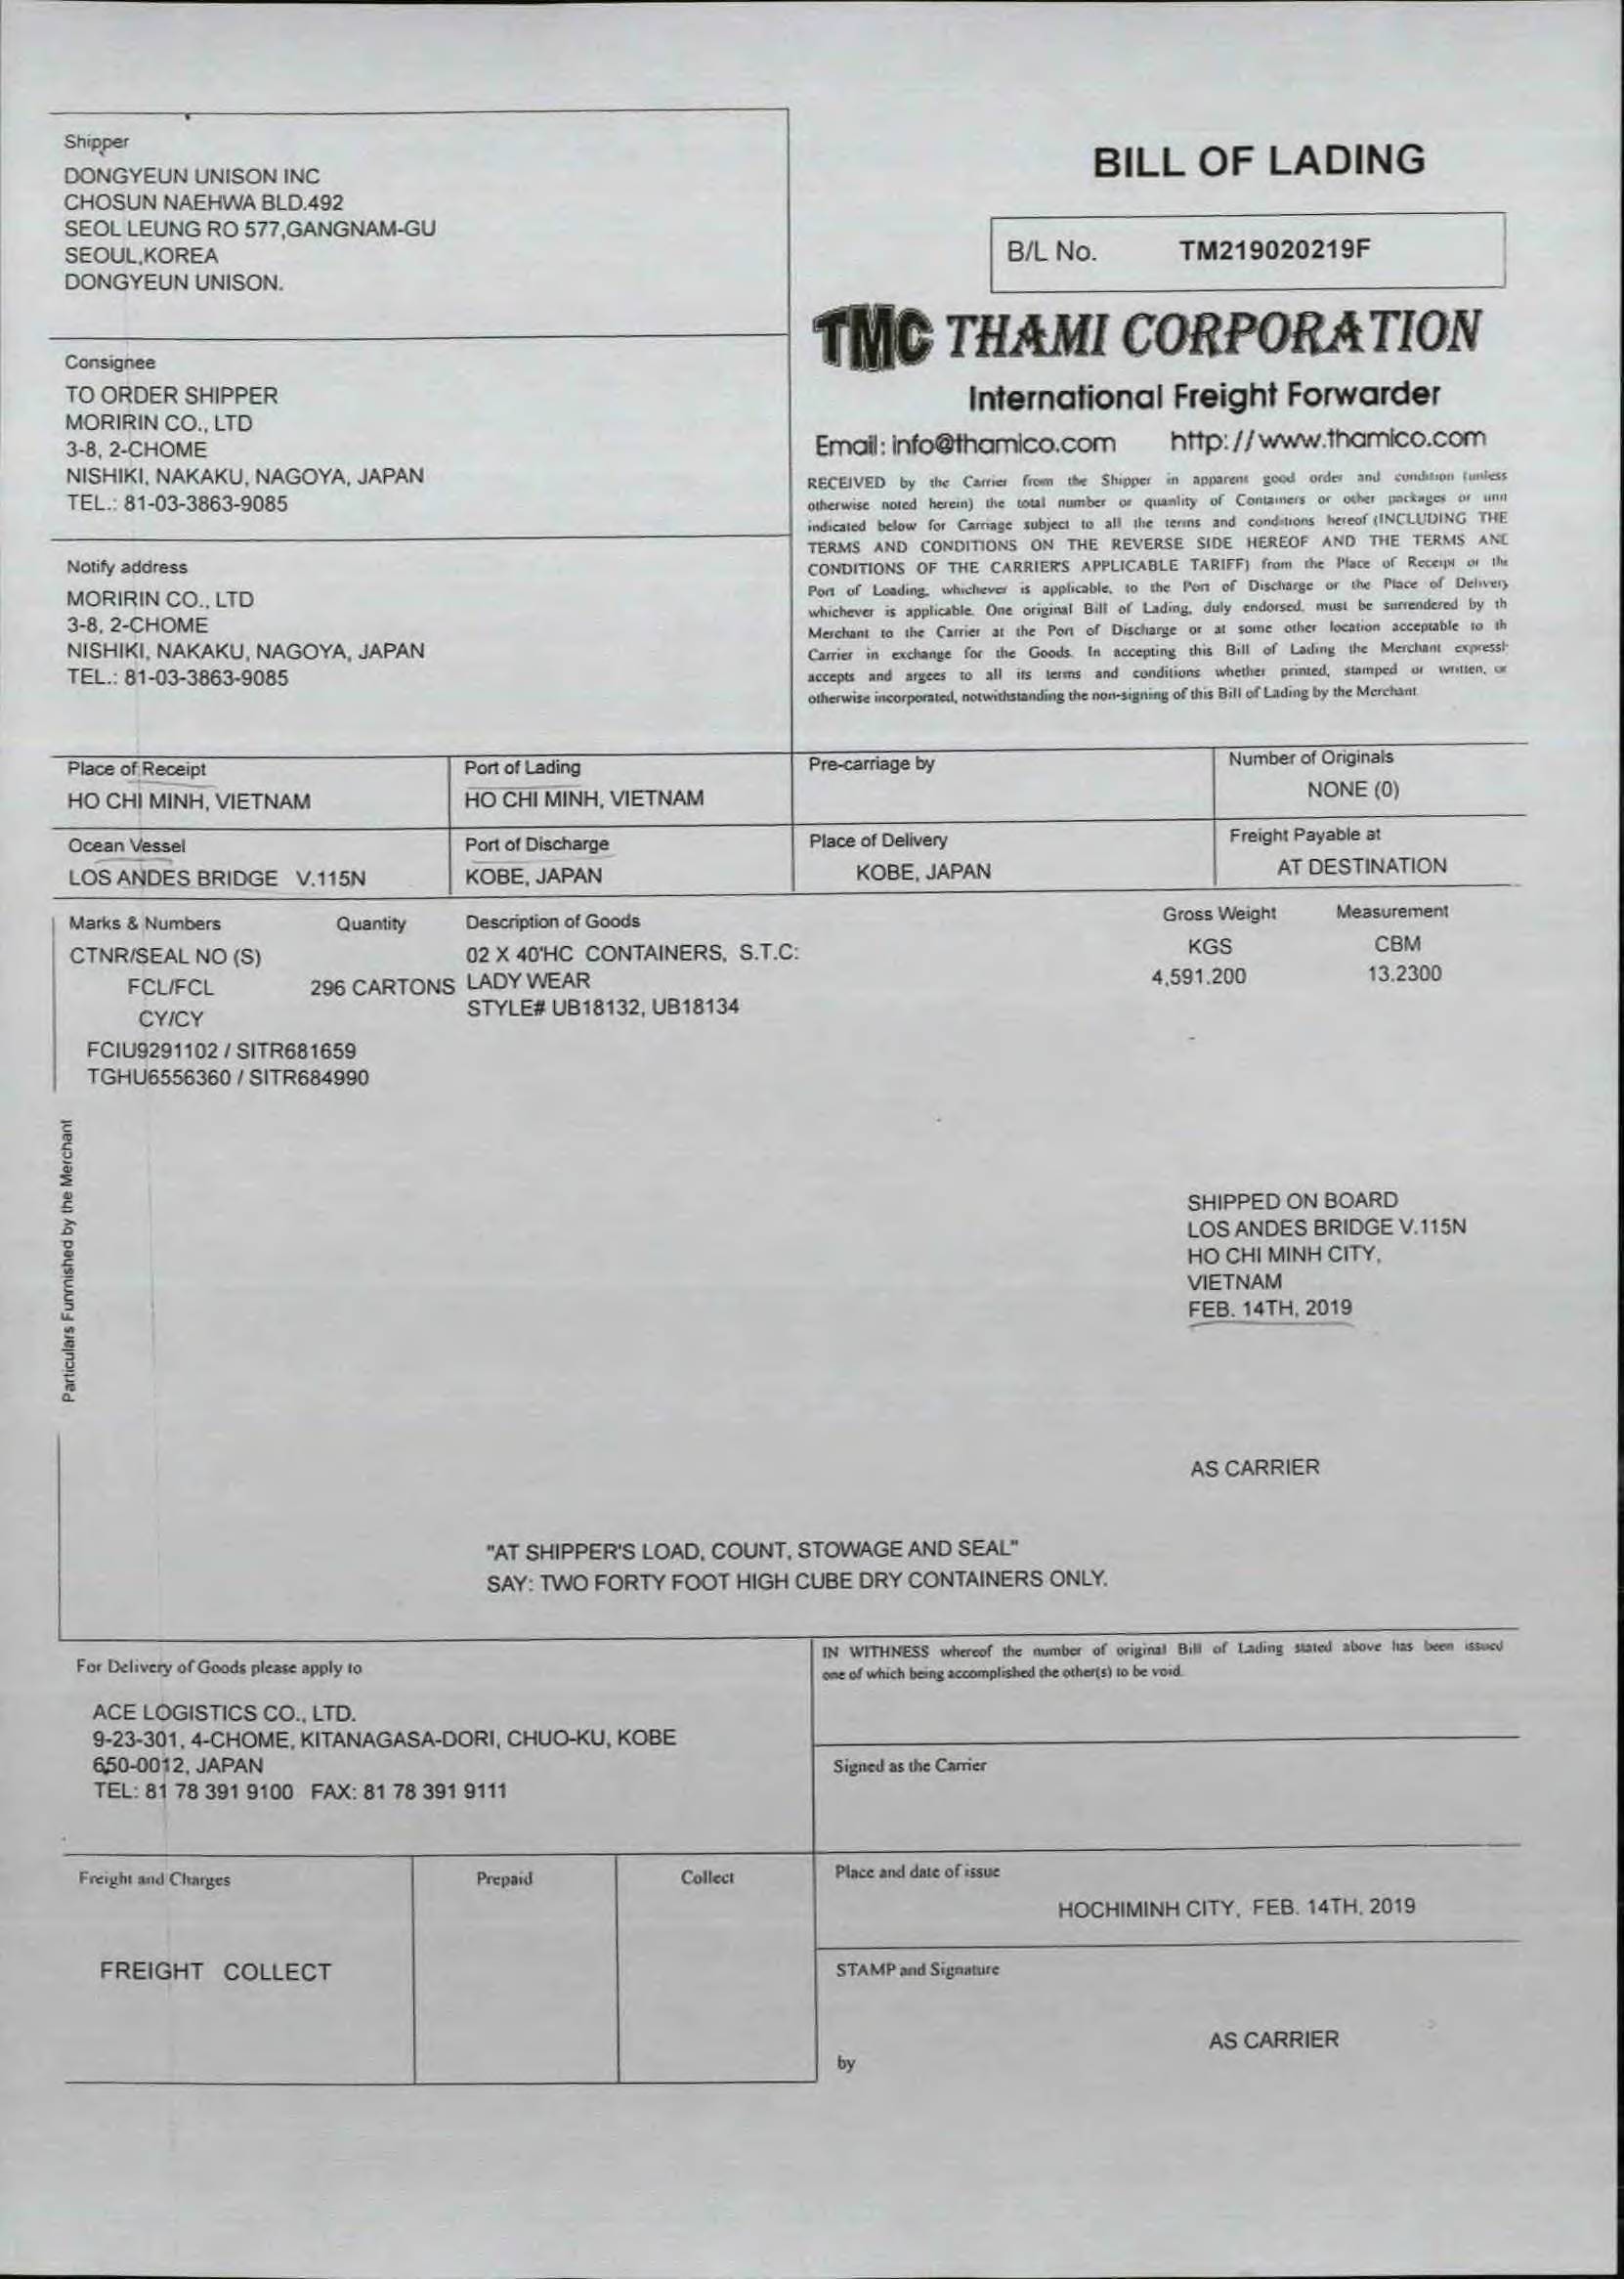 Shipper
DONGYEUN UNISON INC
CHOSUN NAEHWA BLD.492
SEOL LEUNG RO 577,GANGNAM-GU
SEOUL,KOREA
DONGYEUN UNISON.
BILL OF LADING
B/L No. TM219020219F
TMC THAMI CORPORATION
International Freight Forwarder
Email: info@thamico.com http://www.thamico.com
Consignee
TO ORDER SHIPPER
MORIRIN CO., LTD
3-8, 2-CHOME
NISHIKI, NAKAKU, NAGOYA, JAPAN
TEL.: 81-03-3863-9085
Notify address
MORIRIN CO., LTD
3-8, 2-CHOME
NISHIKI, NAKAKU, NAGOYA, JAPAN
TEL.: 81-03-3863-9085
RECEIVED by the Carrier from the Shipper in apparent good order and condition (unless
otherwise noted herein) the total number or quanlity of Containers or other packages or unit
indicated below for Carriage subject to all the terms and conditions hereof (INCLUDING THE
TERMS AND CONDITIONS ON THE REVERSE SIDE HEREOF AND THE TERMS AND
CONDITIONS OF THE CARRIER'S APPLICABLE TARIFF) from the Place of Receipt or the
Port of Loading, whichever is applicable, to the Port of Discharge or the Place of Delivery
whichever is applicable. One original Bill of Lading, duly endorsed, must be surrendered by th
Merchant to the Carrier at the Port of Discharge or at some other location acceptable to th
Carrier in exchange for the Goods. In accepting this Bill of Lading the Merchant expressl
accepts and argees to all its terms and conditions whether printed, stamped or written, or
otherwise incorporated, notwithstanding the non-signing of this Bill of Lading by the Merchant
Place of Receipt Port of Lading Pre-carriage by Number of Originals
HO CHI MINH, VIETNAM HO CHI MINH, VIETNAM NONE (0)
Ocean Vessel Port of Discharge Place of Delivery Freight Payable at
LOS ANDES BRIDGE V.115N KOBE, JAPAN KOBE, JAPAN AT DESTINATION
Marks & Numbers Quantity Description of Goods Gross Weight Measurement
CTNR/SEAL NO (S) 02 X 40'HC CONTAINERS, S.T.C: KGS CBM
FCL/FCL 296 CARTONS LADY WEAR 4,591.200 13.2300
CY/CY STYLE# UB18132, UB18134
FCIU9291102 / SITR681659
TGHU6556360 / SITR684990
Particulars Funrnished by the Merchant
SHIPPED ON BOARD
LOS ANDES BRIDGE V.115N
HO CHI MINH CITY,
VIETNAM
FEB. 14TH, 2019
AS CARRIER
"AT SHIPPER'S LOAD, COUNT, STOWAGE AND SEAL"
SAY: TWO FORTY FOOT HIGH CUBE DRY CONTAINERS ONLY.
For Delivery of Goods please apply to
ACE LOGISTICS CO., LTD.
9-23-301, 4-CHOME, KITANAGASA-DORI, CHUO-KU, KOBE
650-0012, JAPAN
TEL: 81 78 391 9100 FAX: 81 78 391 9111
IN WITNESS whereof the number of original Bill of Lading stated above has been issued
one of which being accomplished the other(s) to be void.
Signed as the Carrier
Freight and Charges Prepaid Collect
FREIGHT COLLECT
Place and date of issue
HOCHIMINH CITY, FEB. 14TH, 2019
STAMP and Signature
AS CARRIER
by